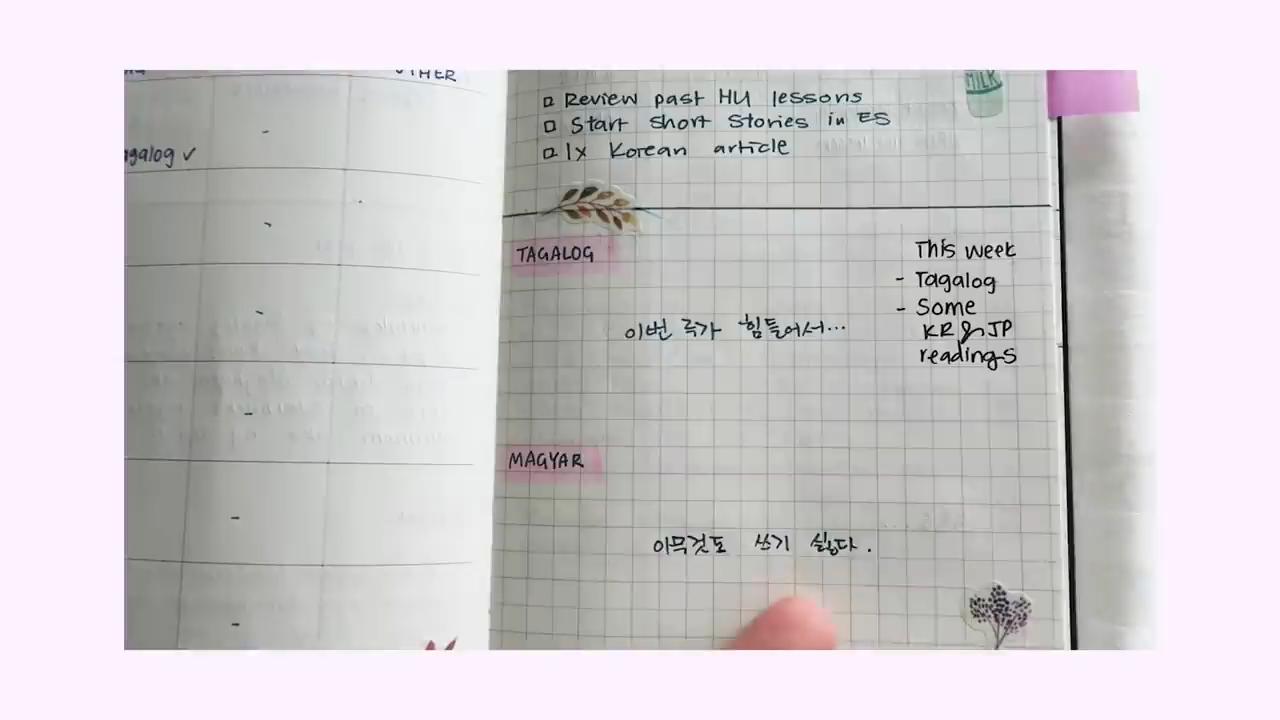 OTHER
agalog ✓
MILK
□ Review past HU lessons
□ Start short stories in ES
□ 1x Korean article
TAGALOG
이번 주가 힘들어서...
This week
- Tagalog
- Some
KR & JP
readings
MAGYAR
아무것도 쓰기 싫다.